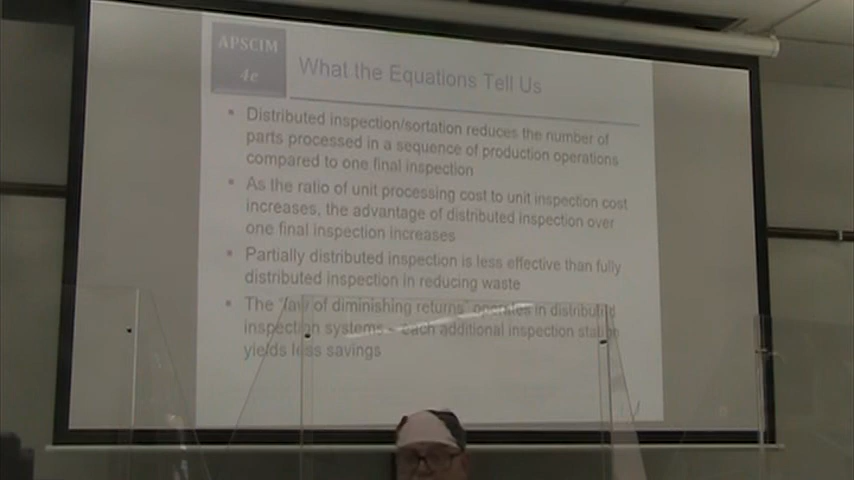 APSCIM
4e
What the Equations Tell Us
Distributed inspection/sortation reduces the number of
parts processed in a sequence of production operations
compared to one final inspection
As the ratio of unit processing cost to unit inspection cost
increases, the advantage of distributed inspection over
one final inspection increases
Partially distributed inspection is less effective than fully
distributed inspection in reducing waste
The "law of diminishing returns" operates in distributed
inspection systems - each additional inspection station
yields less savings